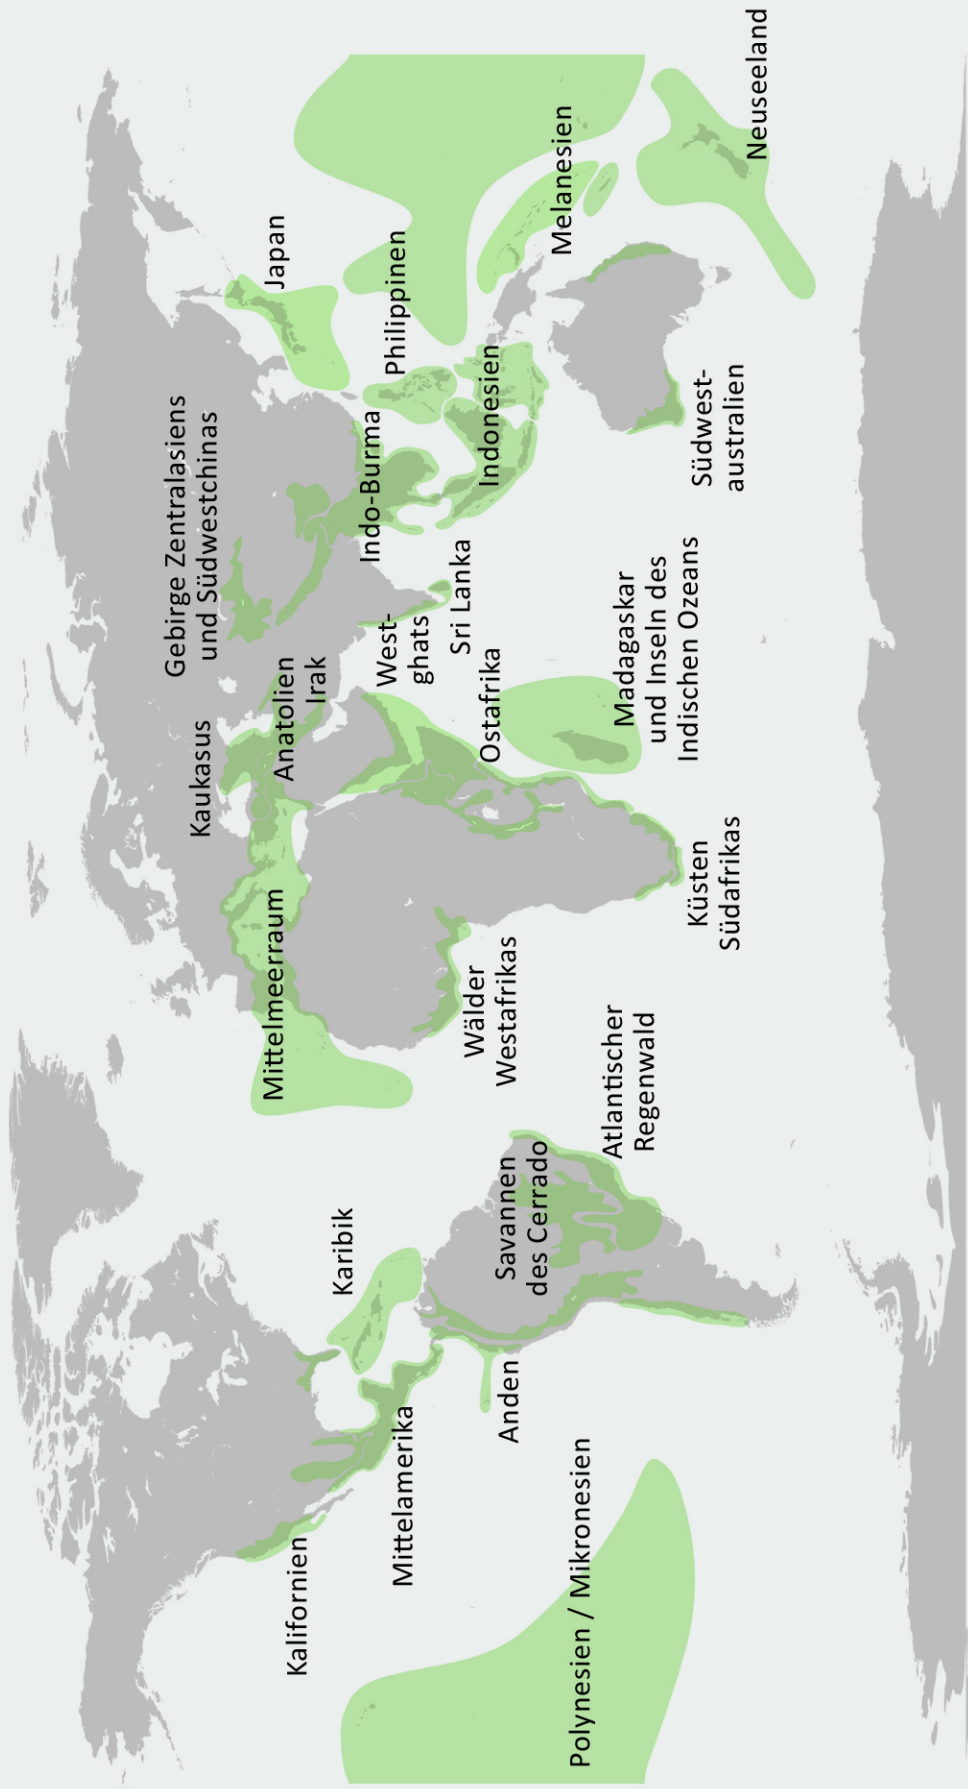 Kalifornien
Mittelamerika
Karibik
Anden
Polynesien / Mikronesien
Savannen
des Cerrado
Atlantischer
Regenwald
Mittelmeerraum
Wälder
Westafrikas
Kaukasus
Anatolien
Irak
Ostafrika
Küsten
Südafrikas
Madagaskar
und Inseln des
Indischen Ozeans
Gebirge Zentralasiens
und Südwestchinas
West-
ghats
Sri Lanka
Indo-Burma
Indonesien
Philippinen
Japan
Melanesien
Südwest-
australien
Neuseeland